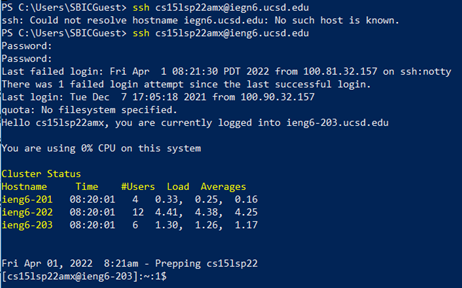 PS C:\Users\SBICGuest> ssh cs15lsp22amx@iegn6.ucsd.edu
ssh: Could not resolve hostname iegn6.ucsd.edu: No such host is known.
PS C:\Users\SBICGuest> ssh cs15lsp22amx@ieng6.ucsd.edu
Password:
Password:
Last failed login: Fri Apr  1 08:21:30 PDT 2022 from 100.81.32.157 on ssh:notty
There was 1 failed login attempt since the last successful login.
Last login: Tue Dec  7 17:05:18 2021 from 100.90.32.157
quota: No filesystem specified.
Hello cs15lsp22amx, you are currently logged into ieng6-203.ucsd.edu
You are using 0% CPU on this system
Cluster Status
Hostname     Time    #Users  Load  Averages
ieng6-201   08:20:01   4  0.33,  0.25,  0.16
ieng6-202   08:20:01   12  4.41,  4.38,  4.25
ieng6-203   08:20:01   6  1.30,  1.26,  1.17
Fri Apr 01, 2022  8:21am - Prepping cs15lsp22
[cs15lsp22amx@ieng6-203]:~:1$